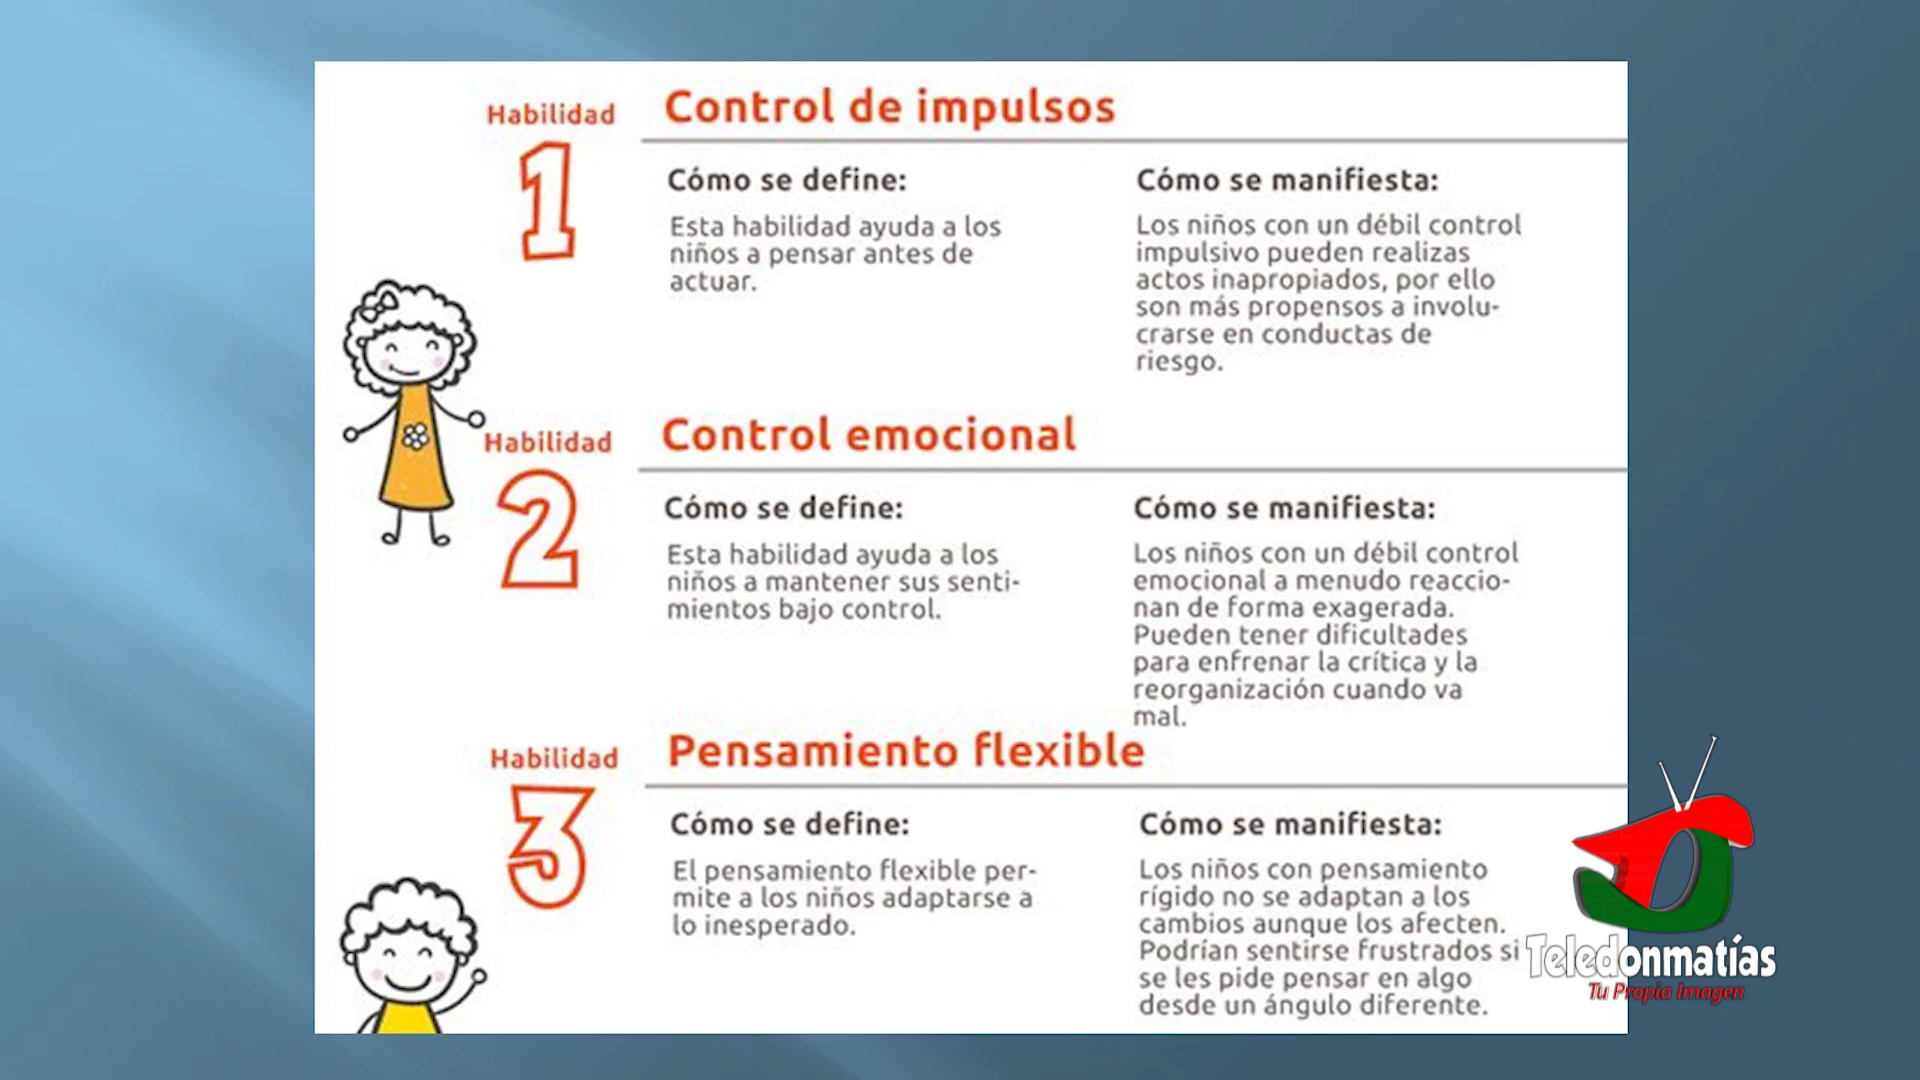 Habilidad
1
Control de impulsos
Cómo se define:
Esta habilidad ayuda a los
niños a pensar antes de
actuar.
Cómo se manifiesta:
Los niños con un débil control
impulsivo pueden realizas
actos inapropiados, por ello
son más propensos a involu-
crarse en conductas de
riesgo.
Habilidad
2
Control emocional
Cómo se define:
Esta habilidad ayuda a los
niños a mantener sus senti-
mientos bajo control.
Cómo se manifiesta:
Los niños con un débil control
emocional a menudo reaccio-
nan de forma exagerada.
Pueden tener dificultades
para enfrenar la crítica y la
reorganización cuando va
mal.
Habilidad
3
Pensamiento flexible
Cómo se define:
El pensamiento flexible per-
mite a los niños adaptarse a
lo inesperado.
Cómo se manifiesta:
Los niños con pensamiento
rígido no se adaptan a los
cambios aunque los afecten.
Podrían sentirse frustrados si
se les pide pensar en algo
desde un ángulo diferente.
Teledonmatías
Tu Propia Imagen